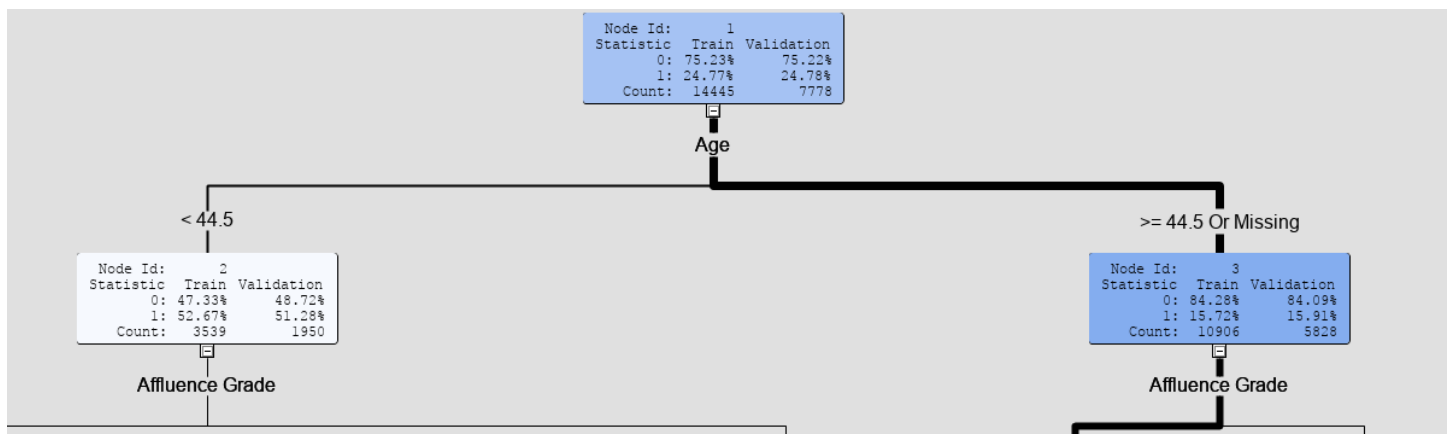 Node Id: 1
Statistic Train Validation
0: 75.23% 75.22%
1: 24.77% 24.78%
Count: 14445 7778
Age
< 44.5
>= 44.5 Or Missing
Node Id: 2
Statistic Train Validation
0: 47.33% 48.72%
1: 52.67% 51.28%
Count: 3539 1950
Affluence Grade
Node Id: 3
Statistic Train Validation
0: 84.28% 84.09%
1: 15.72% 15.91%
Count: 10906 5828
Affluence Grade